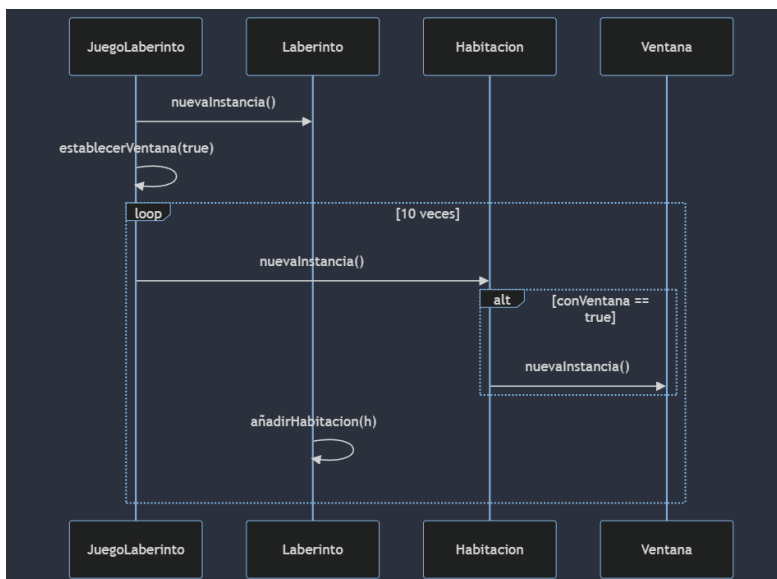 JuegoLaberinto
Laberinto
Habitacion
Ventana
nuevaInstancia()
establecerVentana(true)
loop
[10 veces]
nuevaInstancia()
alt
[conVentana ==
true]
nuevaInstancia()
añadirHabitacion(h)
JuegoLaberinto
Laberinto
Habitacion
Ventana